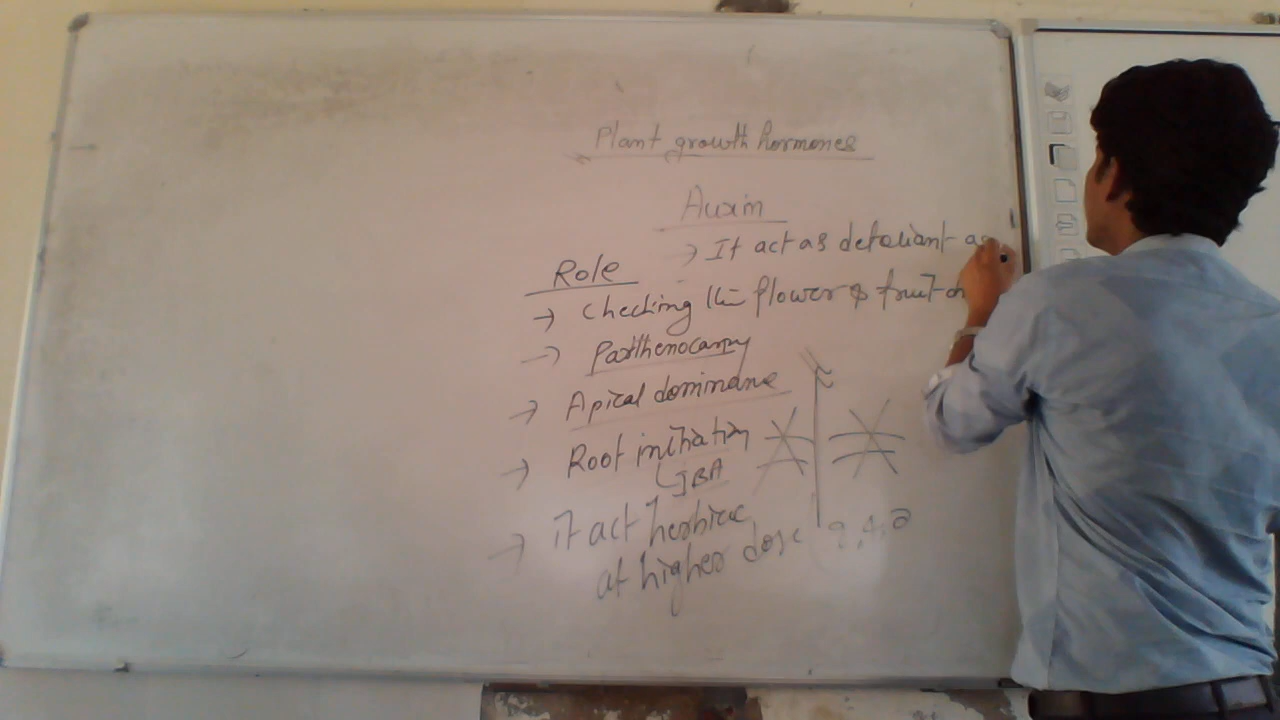 Plant growth hormones
Auxin
→ It act as defoliant
Role
→ Checking the flower & fruit
→ Parthenocarpy
→ Apical dominance
→ Root initiation
↳ IBA
→ it act herbice
at higher dose 2,4,D